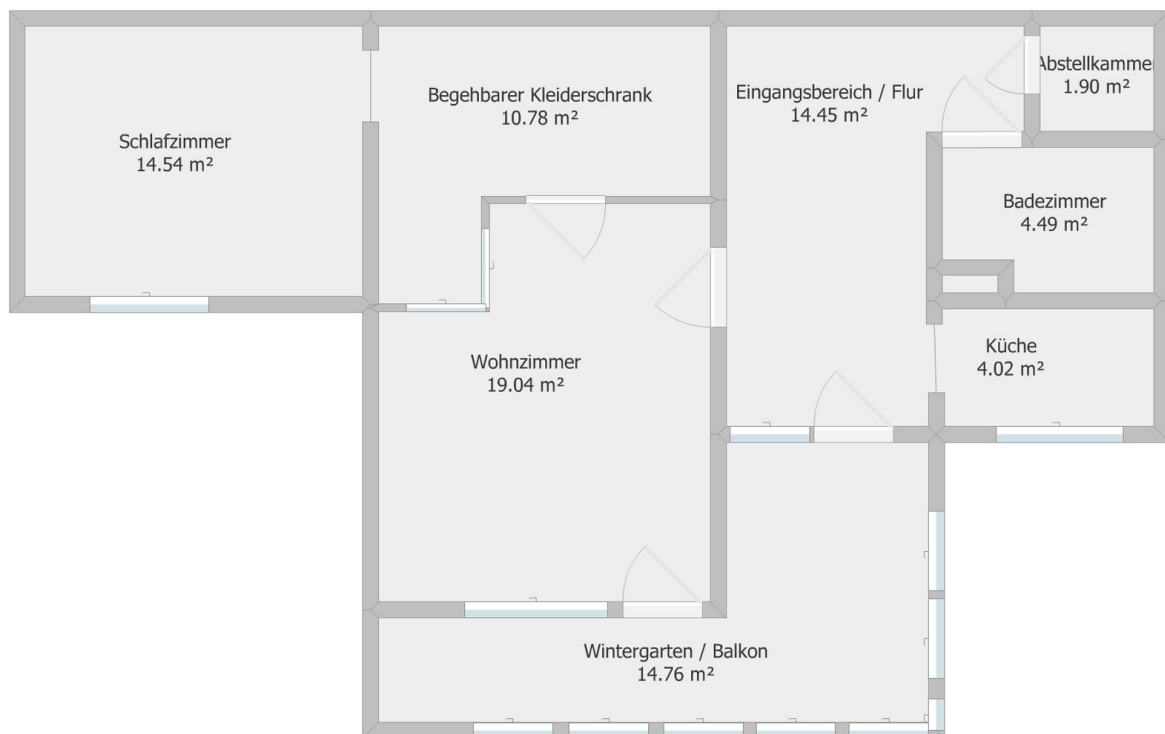 Schlafzimmer
14.54 m²
Begehbarer Kleiderschrank
10.78 m²
Eingangsbereich / Flur
14.45 m²
Abstellkammer
1.90 m²
Badezimmer
4.49 m²
Wohnzimmer
19.04 m²
Küche
4.02 m²
Wintergarten / Balkon
14.76 m²